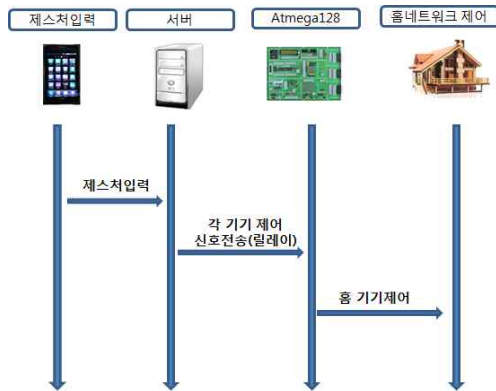 제스처입력
서버
Atmega128
홈네트워크 제어
제스처입력
각 기기 제어
신호전송(릴레이)
홈 기기제어